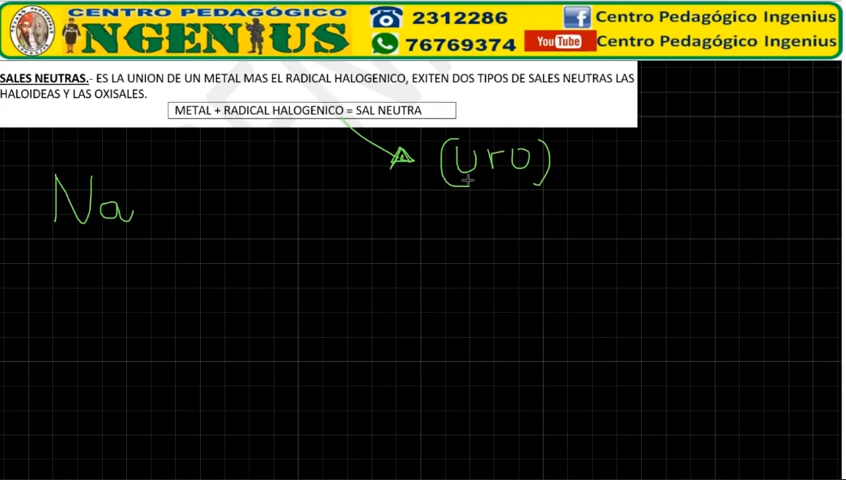 CENTRO PEDAGÓGICO
INGENIUS
2312286
76769374
Centro Pedagógico Ingenius
You Tube Centro Pedagógico Ingenius
SALES NEUTRAS.- ES LA UNION DE UN METAL MAS EL RADICAL HALOGENICO, EXITEN DOS TIPOS DE SALES NEUTRAS LAS
HALOIDEAS Y LAS OXISALES.
METAL + RADICAL HALOGENICO = SAL NEUTRA
(uro)
Na